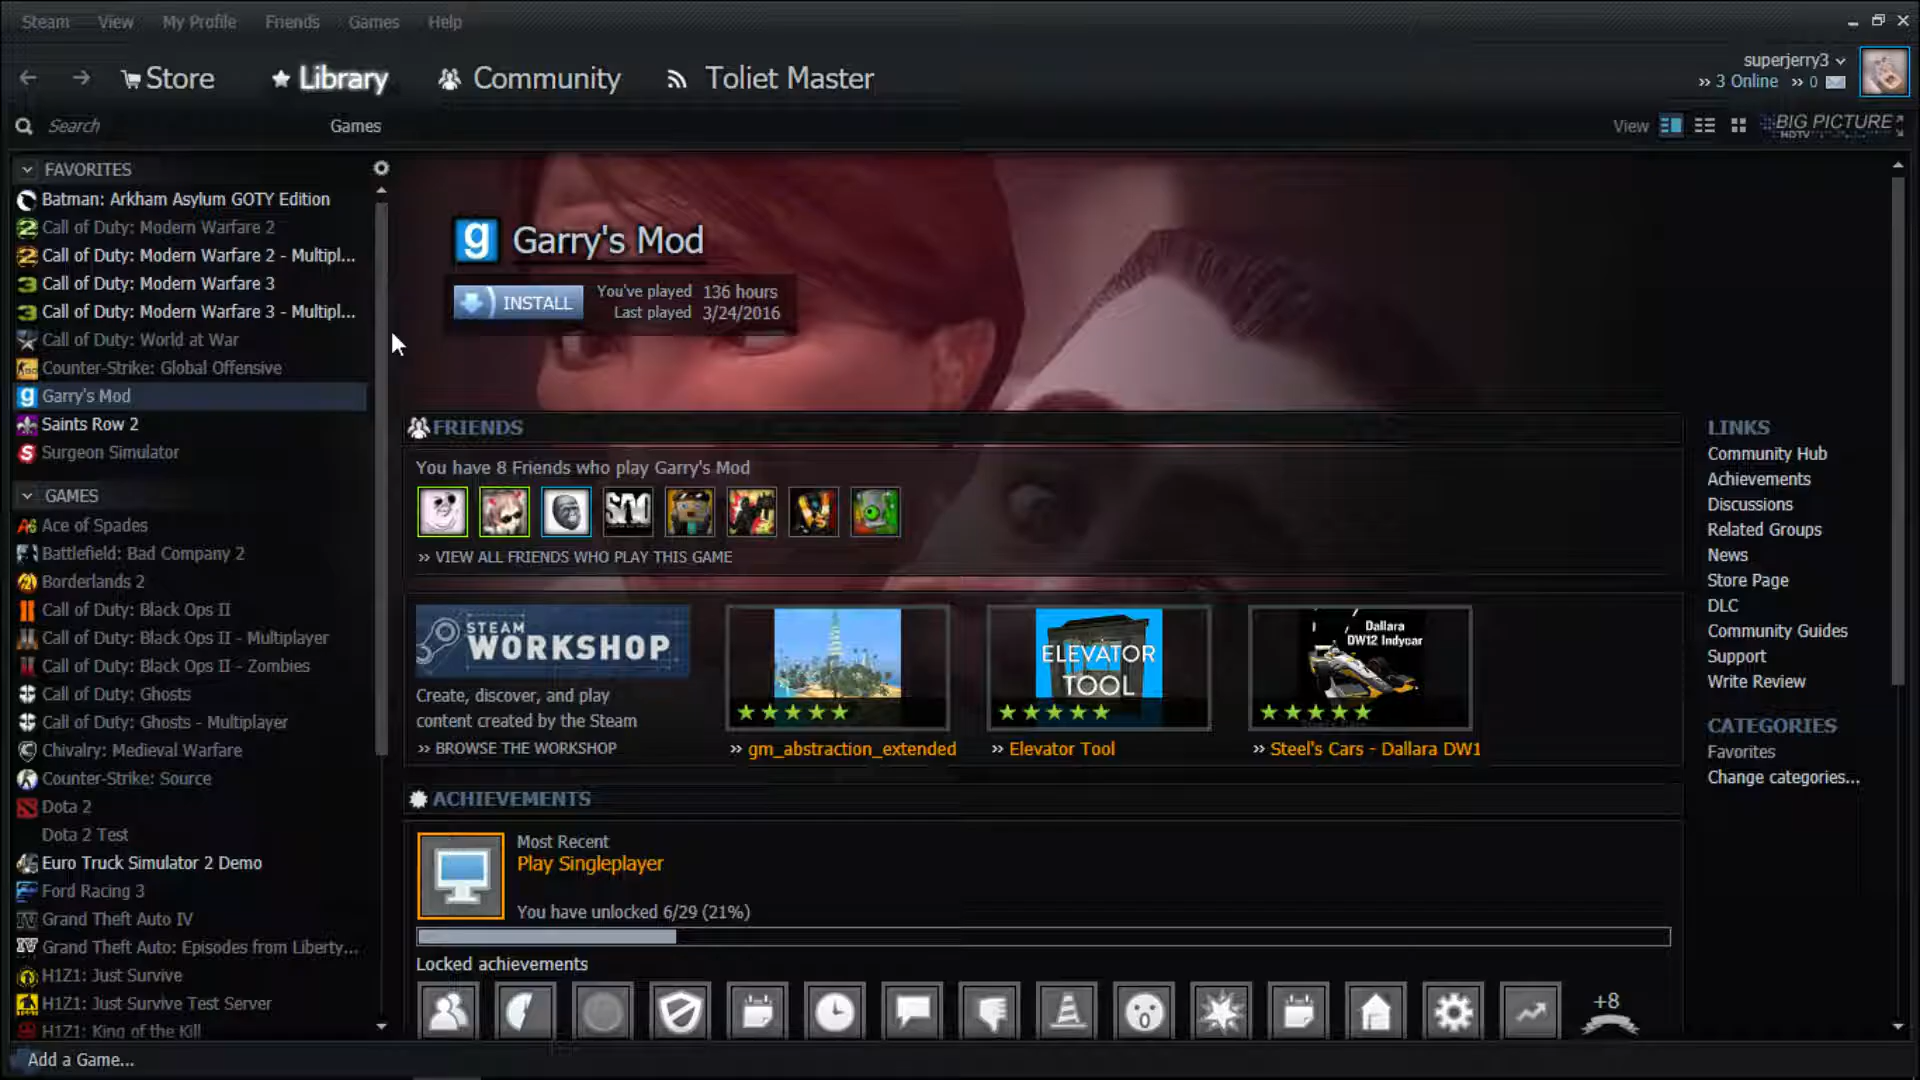 Steam View My Profile Friends Games Help
Store Library Community Toliet Master
superjerry3
» 3 Online » 0
Search Games View BIG PICTURE
HDTV
FAVORITES
Batman: Arkham Asylum GOTY Edition
Call of Duty: Modern Warfare 2
Call of Duty: Modern Warfare 2 - Multipl...
Call of Duty: Modern Warfare 3
Call of Duty: Modern Warfare 3 - Multipl...
Call of Duty: World at War
Counter-Strike: Global Offensive
Garry's Mod
Saints Row 2
Surgeon Simulator
GAMES
Ace of Spades
Battlefield: Bad Company 2
Borderlands 2
Call of Duty: Black Ops II
Call of Duty: Black Ops II - Multiplayer
Call of Duty: Black Ops II - Zombies
Call of Duty: Ghosts
Call of Duty: Ghosts - Multiplayer
Chivalry: Medieval Warfare
Counter-Strike: Source
Dota 2
Dota 2 Test
Euro Truck Simulator 2 Demo
Ford Racing 3
Grand Theft Auto IV
Grand Theft Auto: Episodes from Liberty...
H1Z1: Just Survive
H1Z1: Just Survive Test Server
H1Z1: King of the Kill
Add a Game...
g Garry's Mod
INSTALL
You've played 136 hours
Last played 3/24/2016
FRIENDS
You have 8 Friends who play Garry's Mod
SAO
» VIEW ALL FRIENDS WHO PLAY THIS GAME
STEAM
WORKSHOP
Create, discover, and play
content created by the Steam
» BROWSE THE WORKSHOP
» gm_abstraction_extended
ELEVATOR
TOOL
» Elevator Tool
Dallara
DW12 Indycar
» Steel's Cars - Dallara DW1
ACHIEVEMENTS
Most Recent
Play Singleplayer
You have unlocked 6/29 (21%)
Locked achievements
+8
LINKS
Community Hub
Achievements
Discussions
Related Groups
News
Store Page
DLC
Community Guides
Support
Write Review
CATEGORIES
Favorites
Change categories...